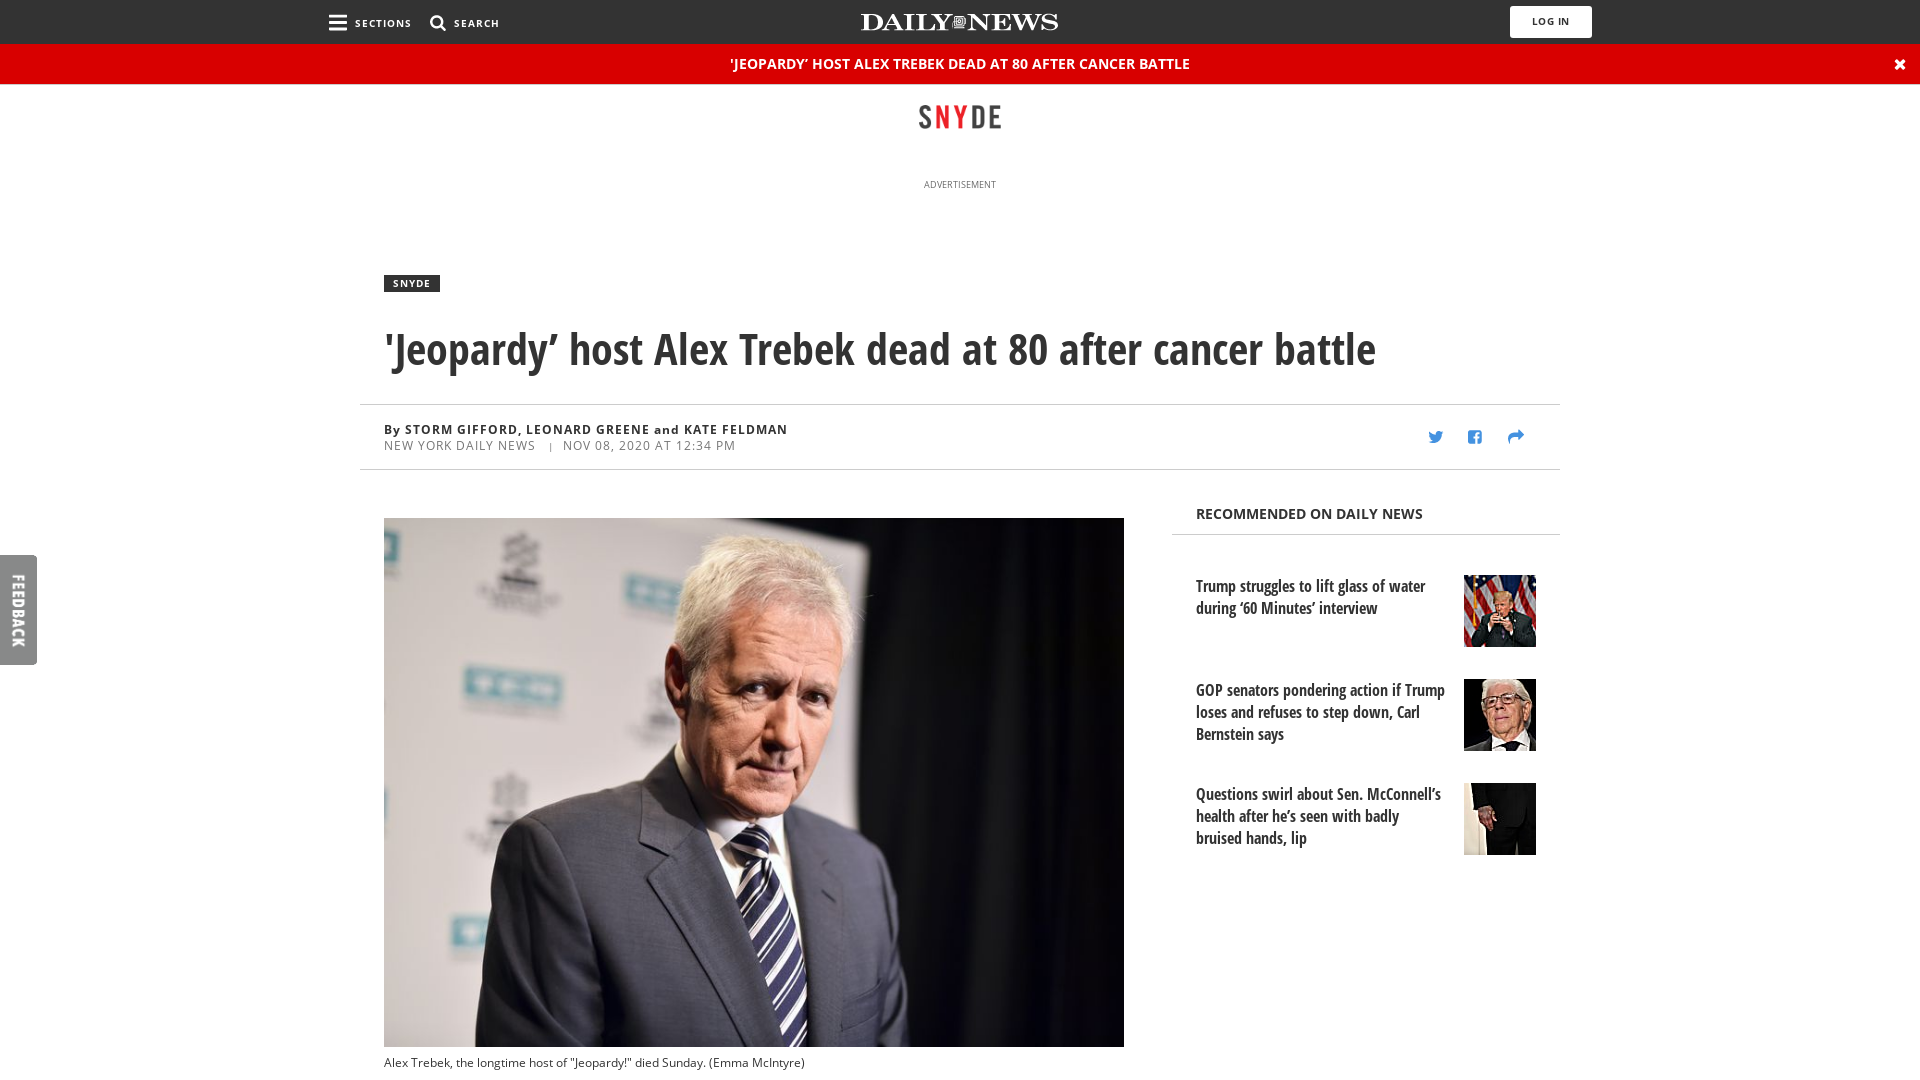 SECTIONS
SEARCH
DAILY NEWS
LOG IN
'JEOPARDY’ HOST ALEX TREBEK DEAD AT 80 AFTER CANCER BATTLE
SNYDE
ADVERTISEMENT
SNYDE
'Jeopardy’ host Alex Trebek dead at 80 after cancer battle
By STORM GIFFORD, LEONARD GREENE and KATE FELDMAN
NEW YORK DAILY NEWS | NOV 08, 2020 AT 12:34 PM
FEEDBACK
Alex Trebek, the longtime host of "Jeopardy!" died Sunday. (Emma McIntyre)
RECOMMENDED ON DAILY NEWS
Trump struggles to lift glass of water
during ‘60 Minutes’ interview
GOP senators pondering action if Trump
loses and refuses to step down, Carl
Bernstein says
Questions swirl about Sen. McConnell’s
health after he’s seen with badly
bruised hands, lip